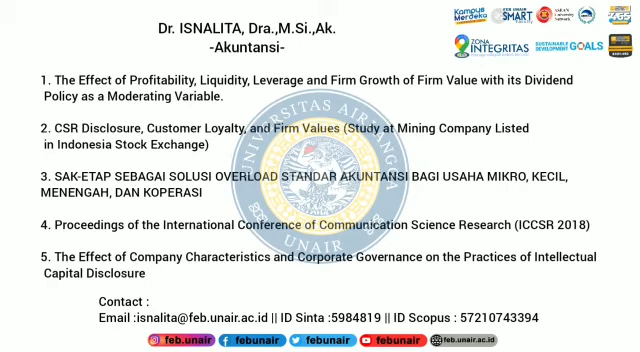 Dr. ISNALITA, Dra.,M.Si.,Ak.
-Akuntansi-
Kampus Merdeka
FEB UNAIR
SMART
ASEAN
University
Network
ZONA
INTEGRITAS
SUSTAINABLE
DEVELOPMENT
GOALS
1. The Effect of Profitability, Liquidity, Leverage and Firm Growth of Firm Value with its Dividend
Policy as a Moderating Variable.
2. CSR Disclosure, Customer Loyalty, and Firm Values (Study at Mining Company Listed
in Indonesia Stock Exchange)
3. SAK-ETAP SEBAGAI SOLUSI OVERLOAD STANDAR AKUNTANSI BAGI USAHA MIKRO, KECIL,
MENENGAH, DAN KOPERASI
4. Proceedings of the International Conference of Communication Science Research (ICCSR 2018)
5. The Effect of Company Characteristics and Corporate Governance on the Practices of Intellectual
Capital Disclosure
UNIVERSITAS AIRLANGGA
UNAIR
Contact :
Email :isnalita@feb.unair.ac.id || ID Sinta :5984819 || ID Scopus : 57210743394
feb.unair
febunair
febunair
febunair
feb.unair.ac.id